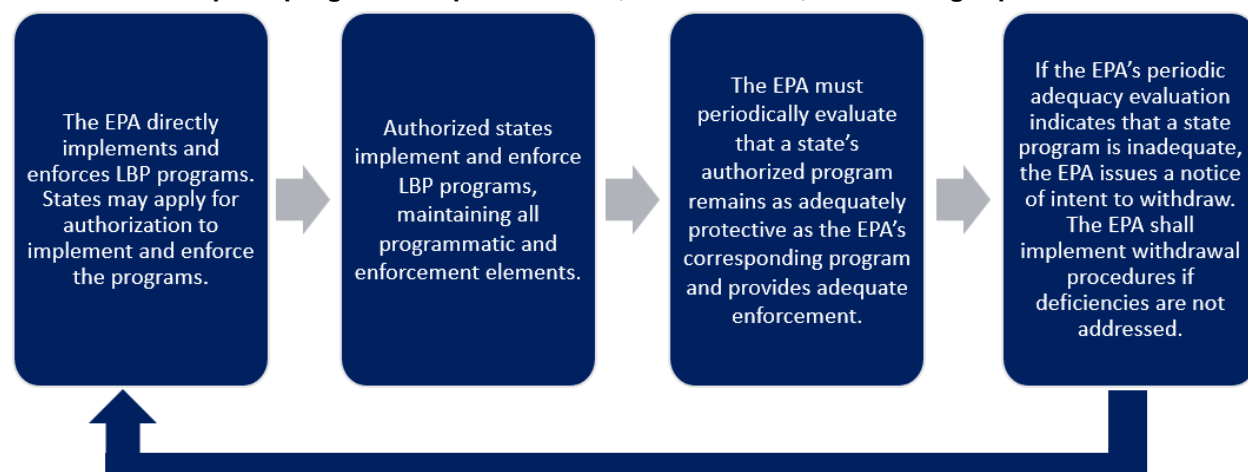 The EPA directly
implements and
enforces LBP programs.
States may apply for
authorization to
implement and enforce
the programs.
Authorized states
implement and enforce
LBP programs,
maintaining all
programmatic and
enforcement elements.
The EPA must
periodically evaluate
that a state's
authorized program
remains as adequately
protective as the EPA's
corresponding program
and provides adequate
enforcement.
If the EPA's periodic
adequacy evaluation
indicates that a state
program is inadequate,
the EPA issues a notice
of intent to withdraw.
The EPA shall
implement withdrawal
procedures if
deficiencies are not
addressed.